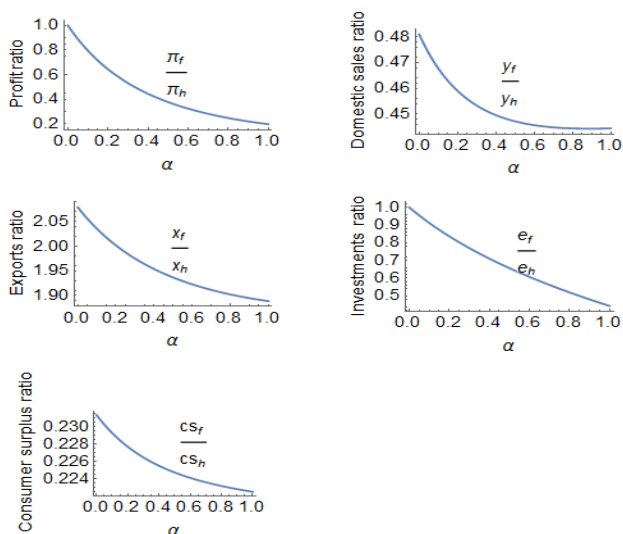 Profit ratio
1.0
0.8
0.6
0.4
0.2
π_f
π_h
0.0 0.2 0.4 0.6 0.8 1.0
α
Domestic sales ratio
0.48
0.46
0.45
y_f
y_h
0.0 0.2 0.4 0.6 0.8 1.0
α
Exports ratio
2.05
2.00
1.95
1.90
x_f
x_h
0.0 0.2 0.4 0.6 0.8 1.0
α
Investments ratio
1.0
0.9
0.8
0.7
0.6
0.5
e_f
e_h
0.0 0.2 0.4 0.6 0.8 1.0
α
Consumer surplus ratio
0.230
0.228
0.226
0.224
cs_f
cs_h
0.0 0.2 0.4 0.6 0.8 1.0
α